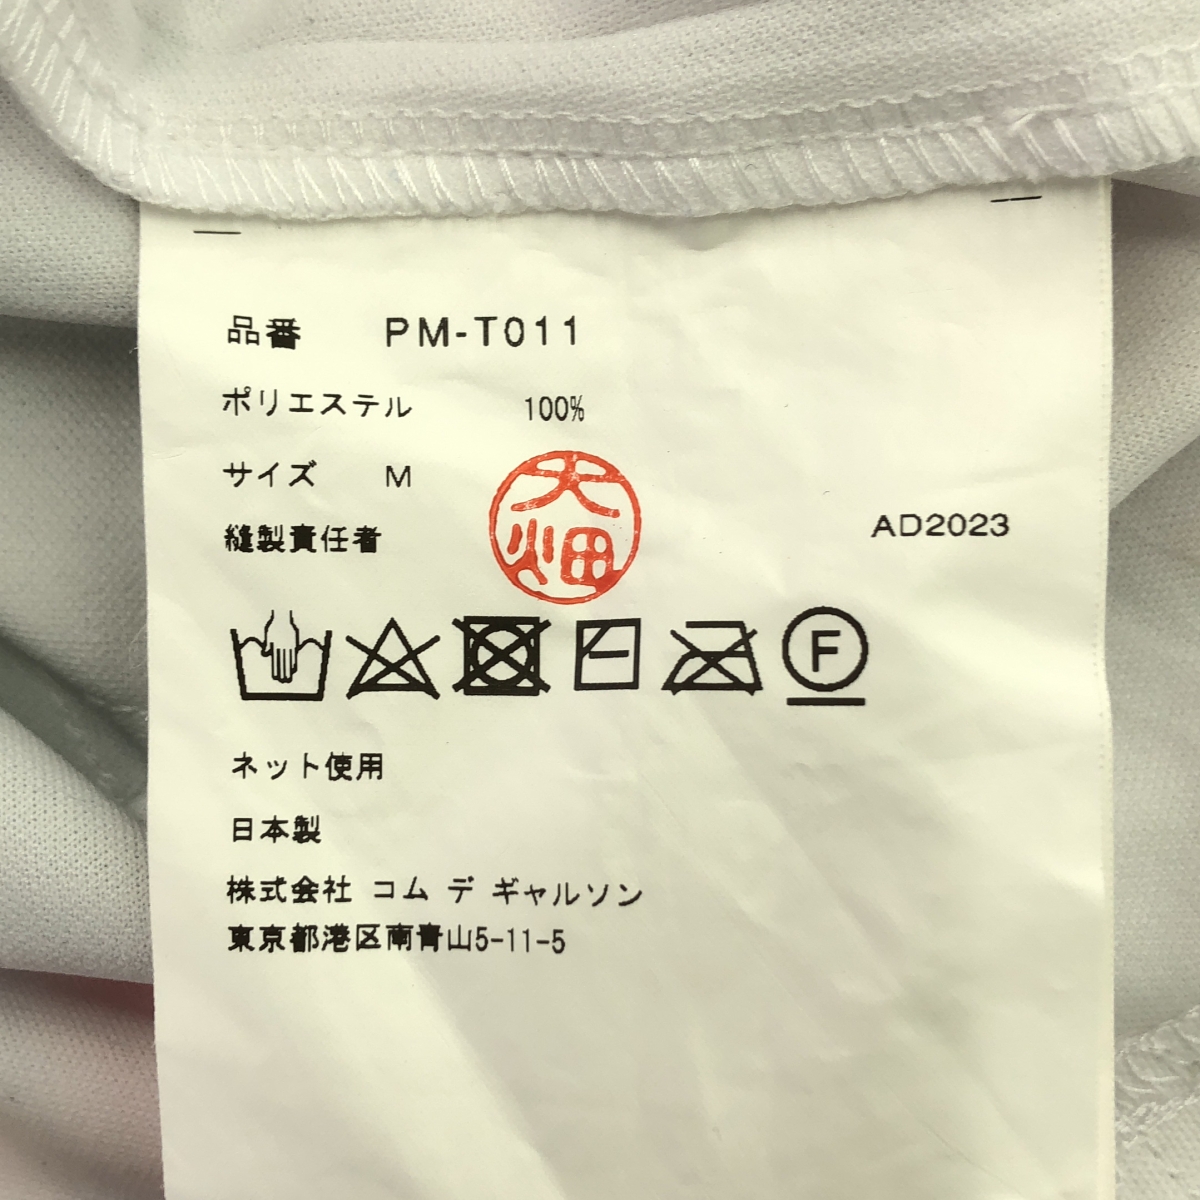 品番 PM-T011
ポリエステル 100%
サイズ M
縫製責任者
大畑
AD2023
F
ネット使用
日本製
株式会社 コム デ ギャルソン
東京都港区南青山5-11-5